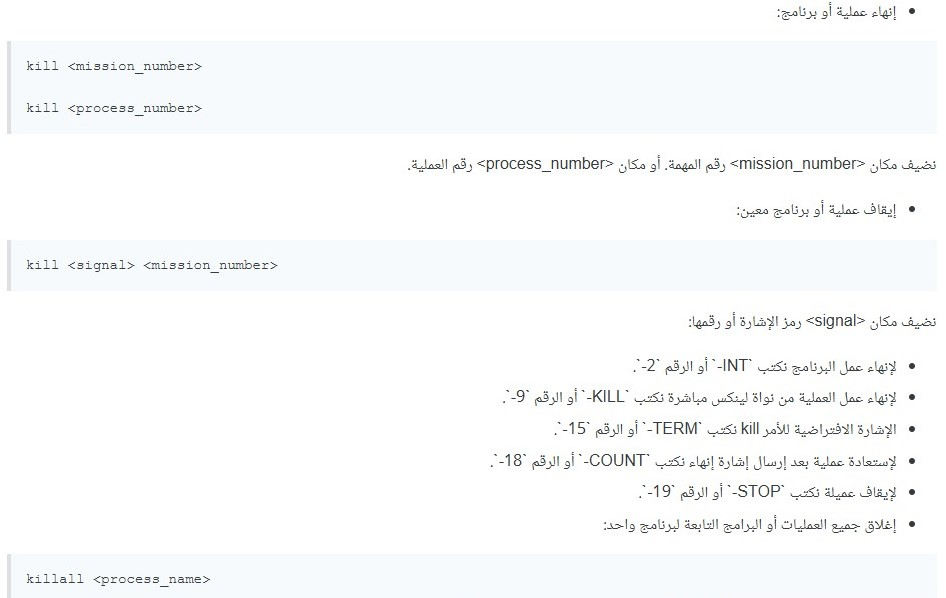 إنهاء عملية أو برنامج:
kill <mission_number>
kill <process_number>
نضيف مكان <mission_number> رقم المهمة. أو مكان <process_number> رقم العملية.
إيقاف عملية أو برنامج معين:
kill <signal> <mission_number>
نضيف مكان <signal> رمز الإشارة أو رقمها:
لإنهاء عمل البرنامج نكتب `INT-` أو الرقم `2-`.
لإنهاء عمل العملية من نواة لينكس مباشرة نكتب `KILL-` أو الرقم `9-`.
الإشارة الافتراضية للأمر kill نكتب `TERM-` أو الرقم `15-`.
لإستعادة عملية بعد إرسال إشارة إنهاء نكتب `COUNT-` أو الرقم `18-`.
لإيقاف عميلة نكتب `STOP-` أو الرقم `19-`.
إغلاق جميع العمليات أو البرامج التابعة لبرنامج واحد:
killall <process_name>